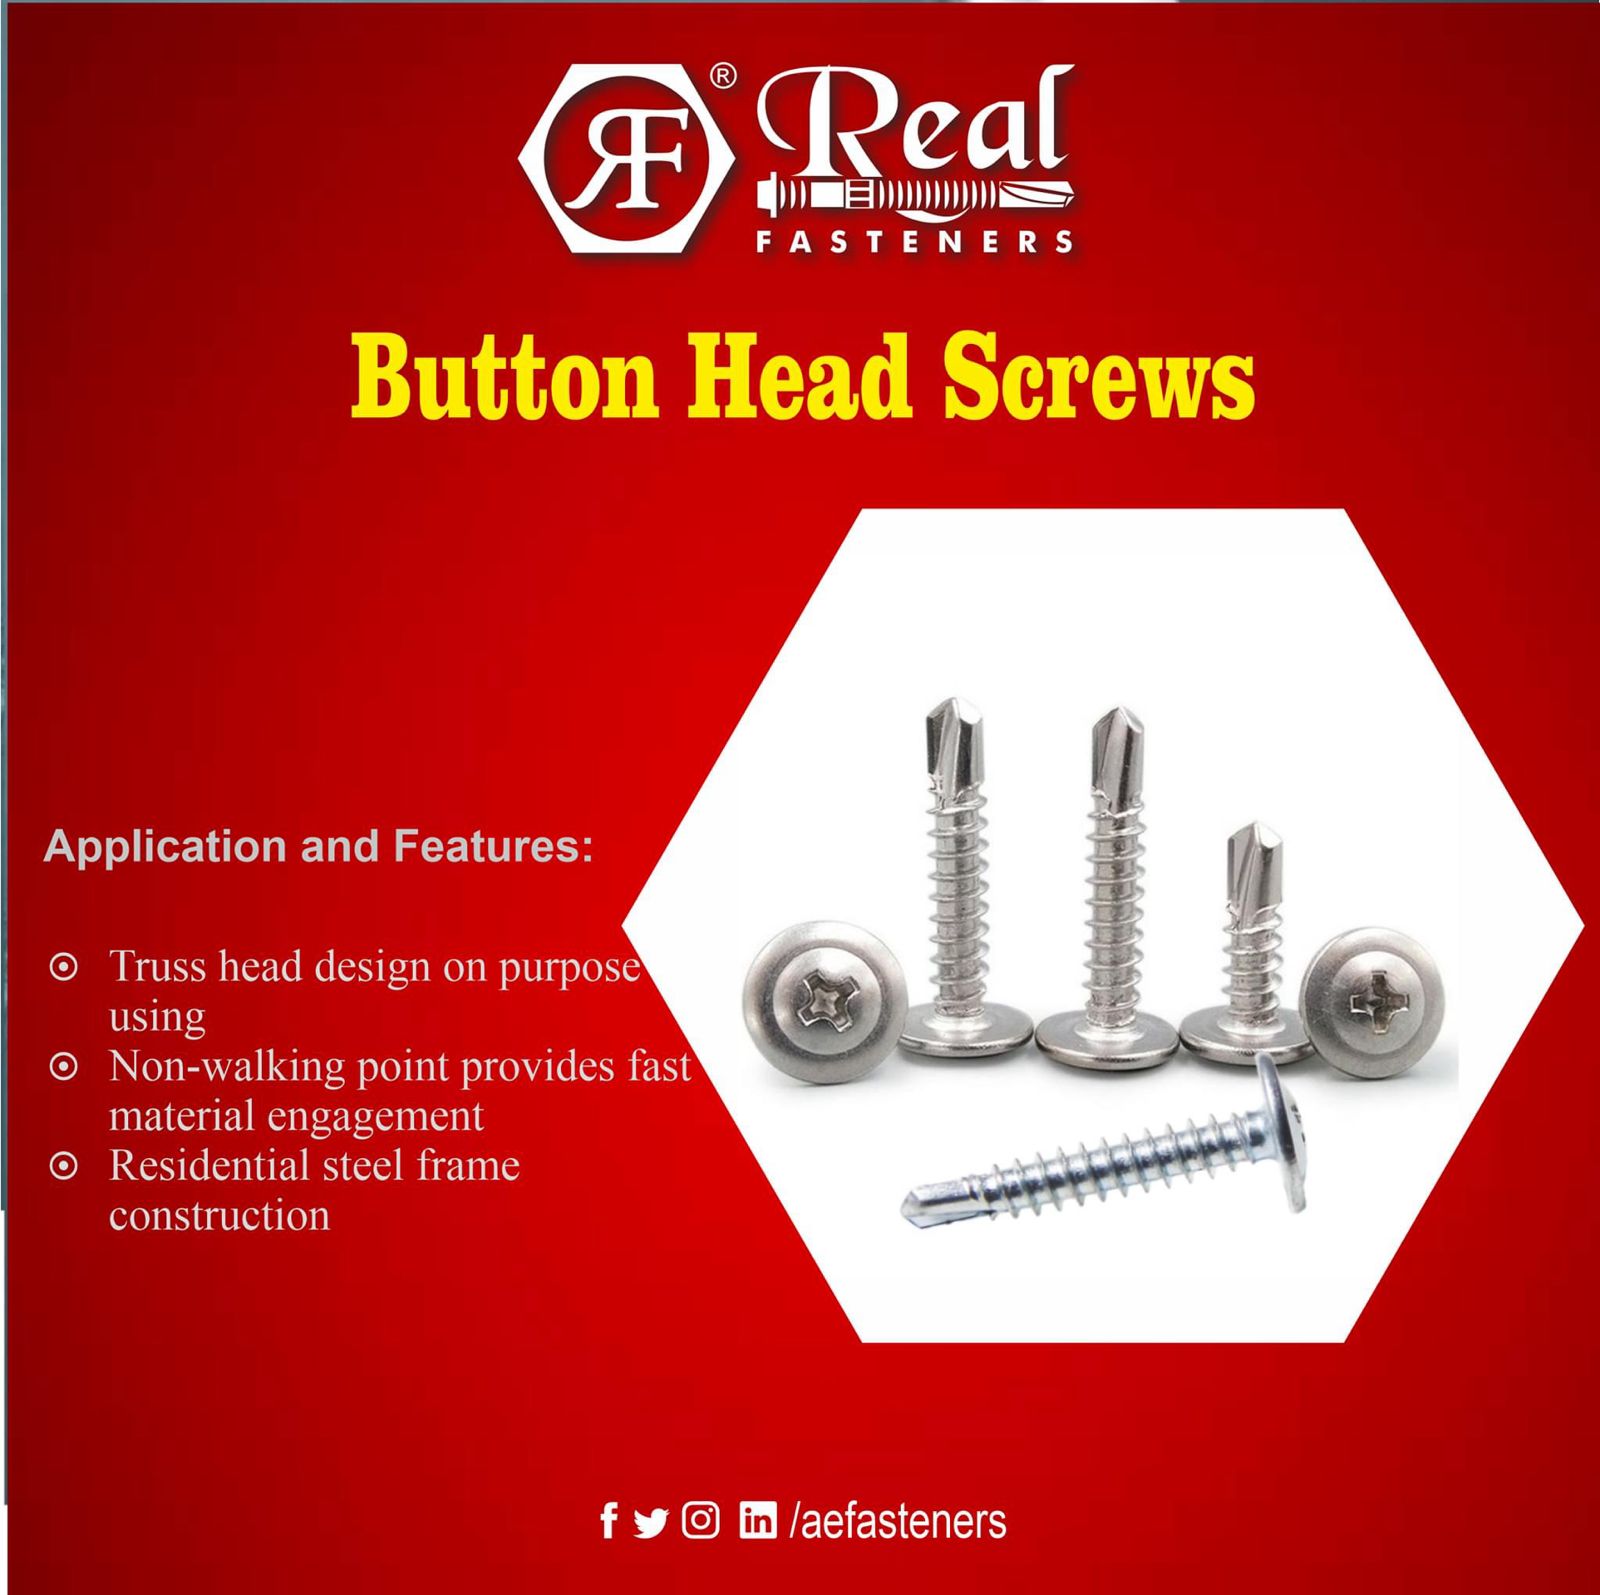 RF ® Real
FASTENERS
Button Head Screws
Application and Features:
Truss head design on purpose
using
Non-walking point provides fast
material engagement
Residential steel frame
construction
f in /aefasteners